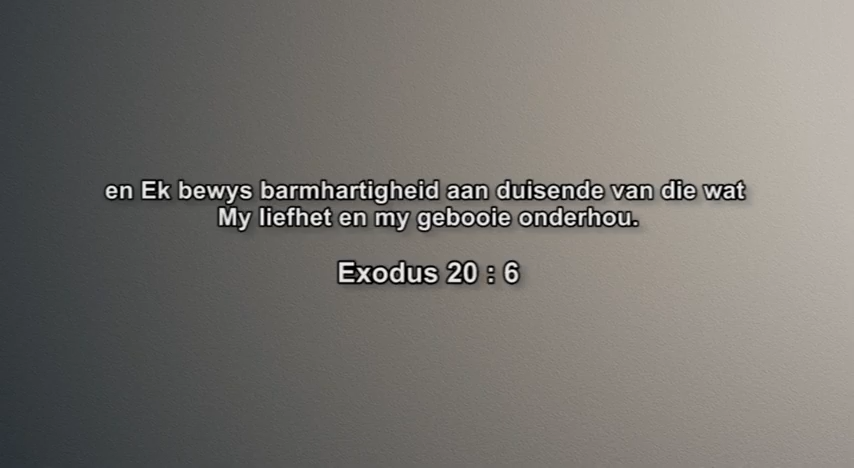 en Ek bewys barmhartigheid aan duisende van die wat
My liefhet en my gebooie onderhou.
Exodus 20 : 6